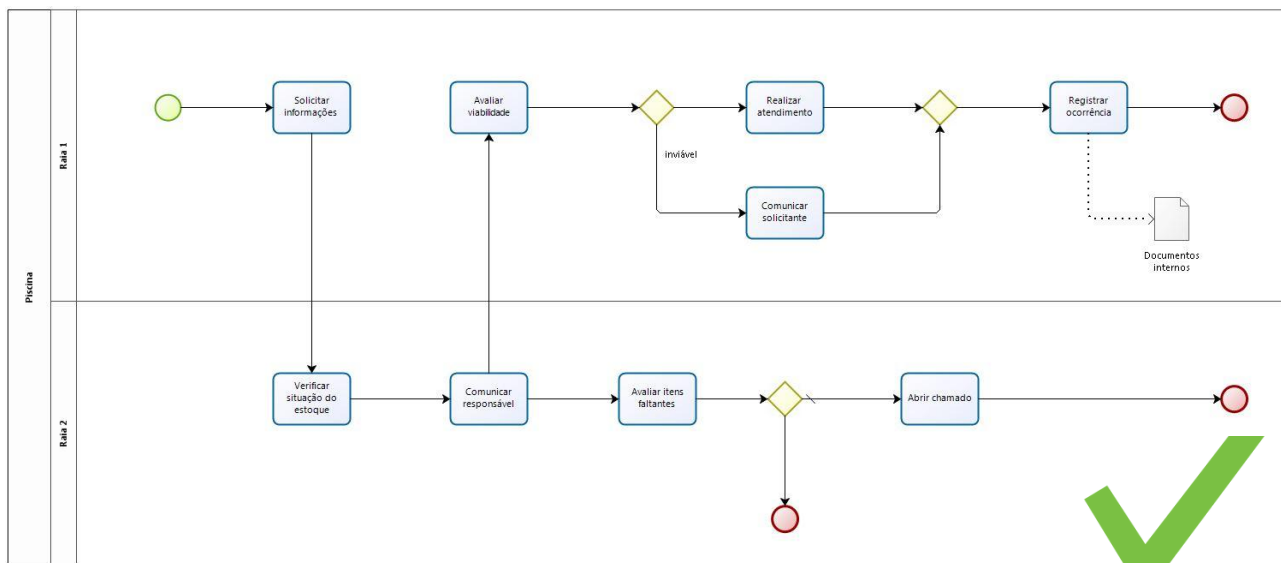 Piscina
Raia 1
Solicitar
informações
Avaliar
viabilidade
Realizar
atendimento
Registrar
ocorrência
inviável
Comunicar
solicitante
Documentos
internos
Raia 2
Verificar
situação do
estoque
Comunicar
responsável
Avaliar itens
faltantes
Abrir chamado